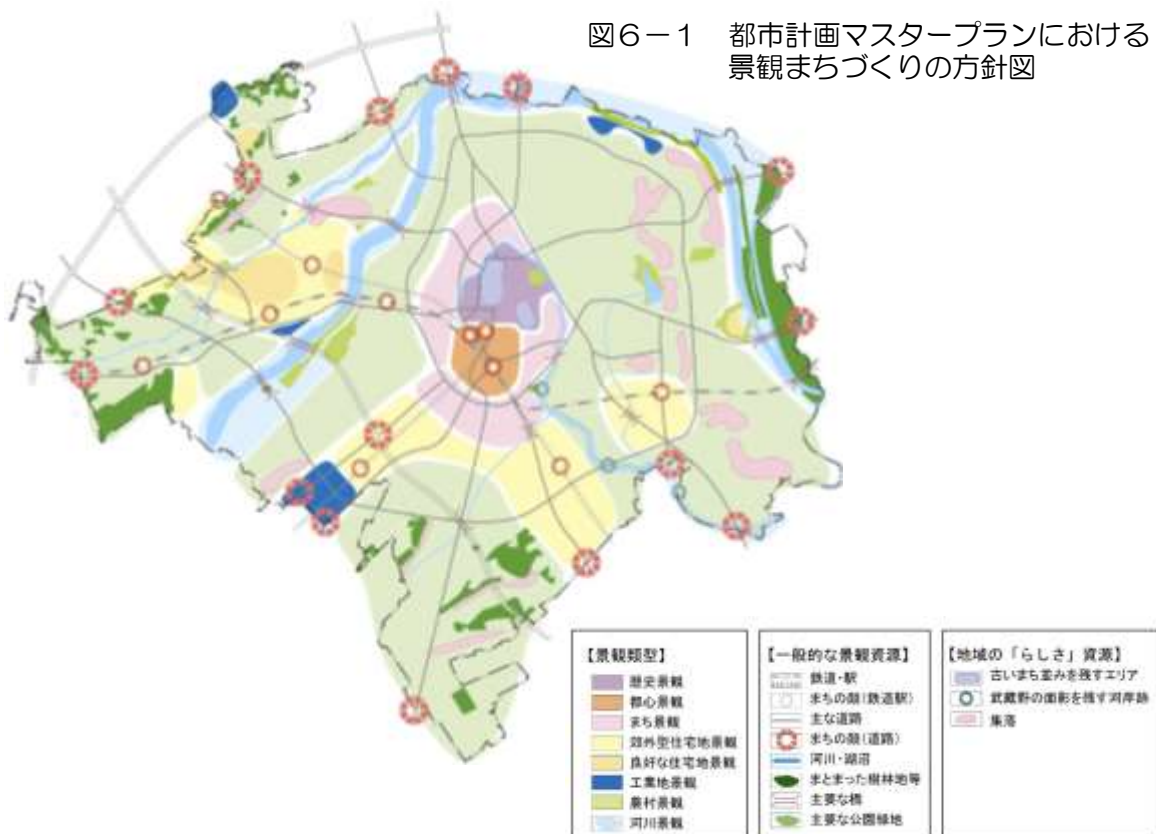 図6-1 都市計画マスタープランにおける
景観まちづくりの方針図
【景観類型】
歴史景観
都心景観
まち景観
郊外型住宅地景観
良好な住宅地景観
工業地景観
農村景観
河川景観
【一般的な景観資源】
鉄道・駅
まちの顔(鉄道駅)
主な道路
まちの顔(道路)
河川・湖沼
まとまった樹林地等
主要な橋
主要な公園緑地
【地域の「らしさ」資源】
古いまち並みを残すエリア
武蔵野の面影を残す河岸跡
集落